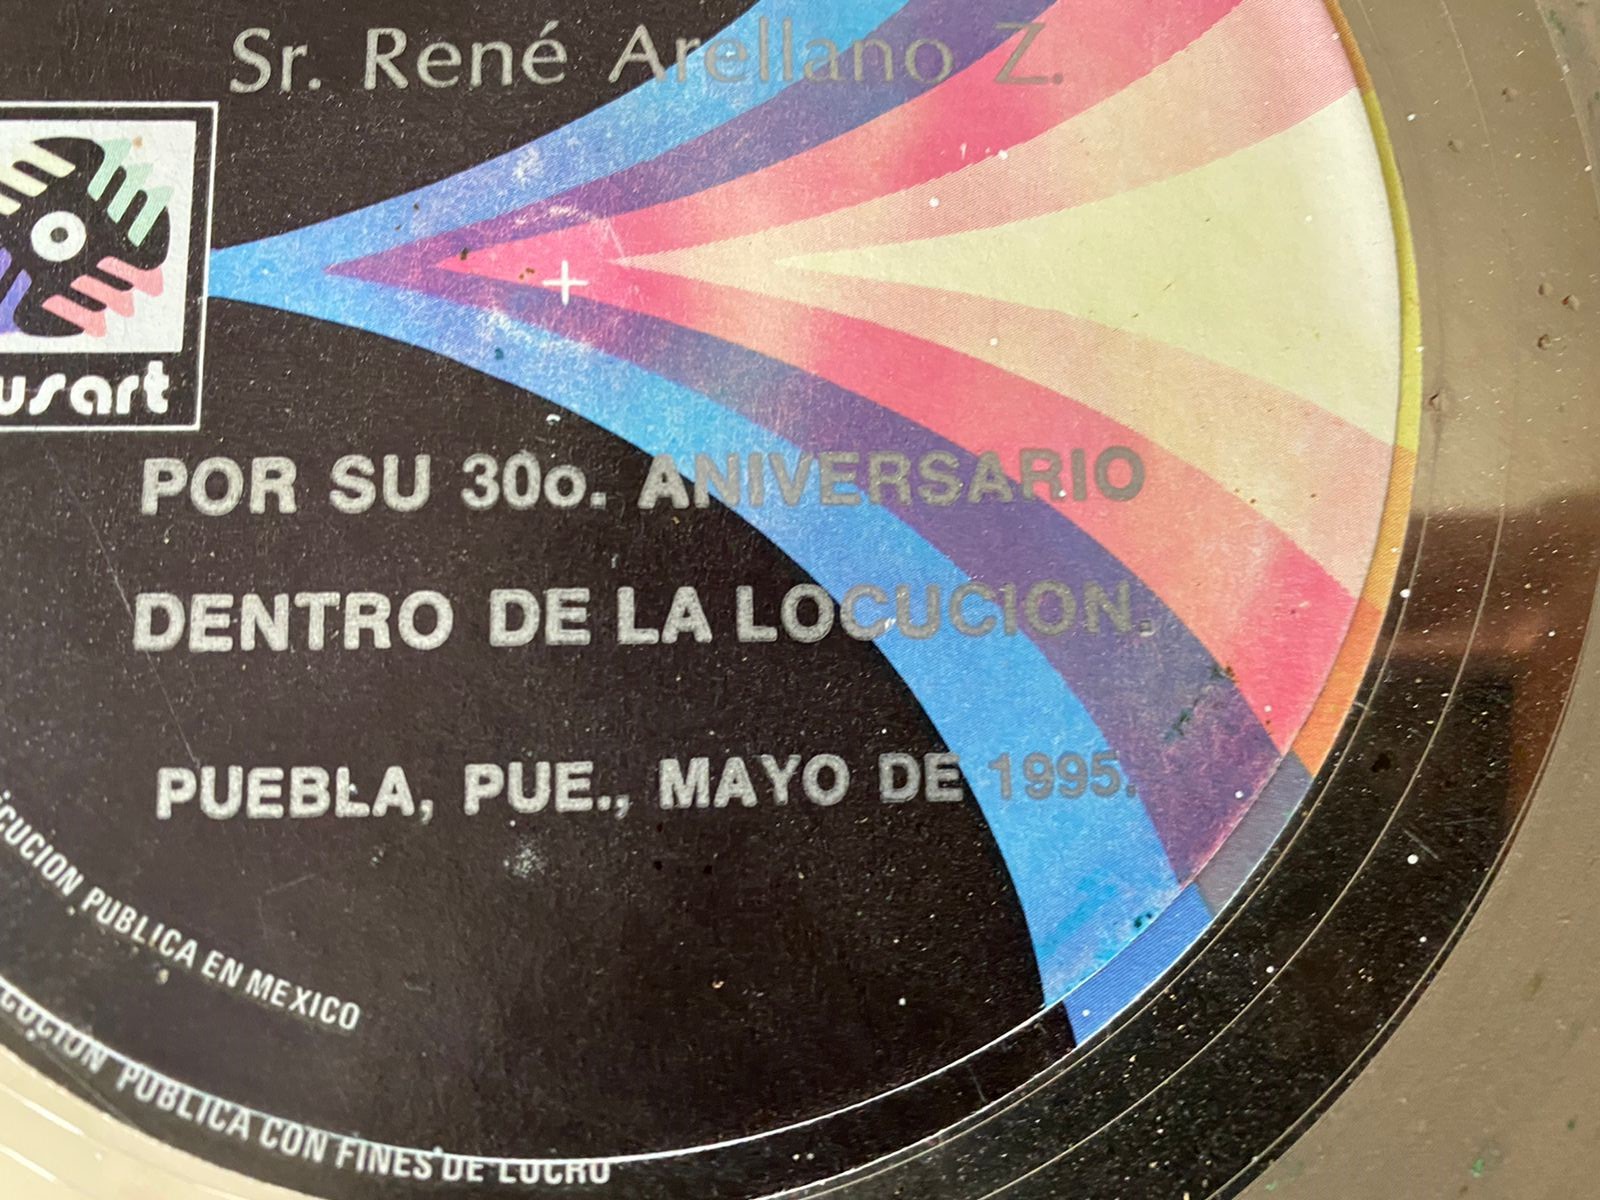 Sr. René Arellano Z.
usart
POR SU 30o. ANIVERSARIO
DENTRO DE LA LOCUCION.
PUEBLA, PUE., MAYO DE 1995.
PUBLICA EN MEXICO
PUBLICA CON FINES DE LUCRO